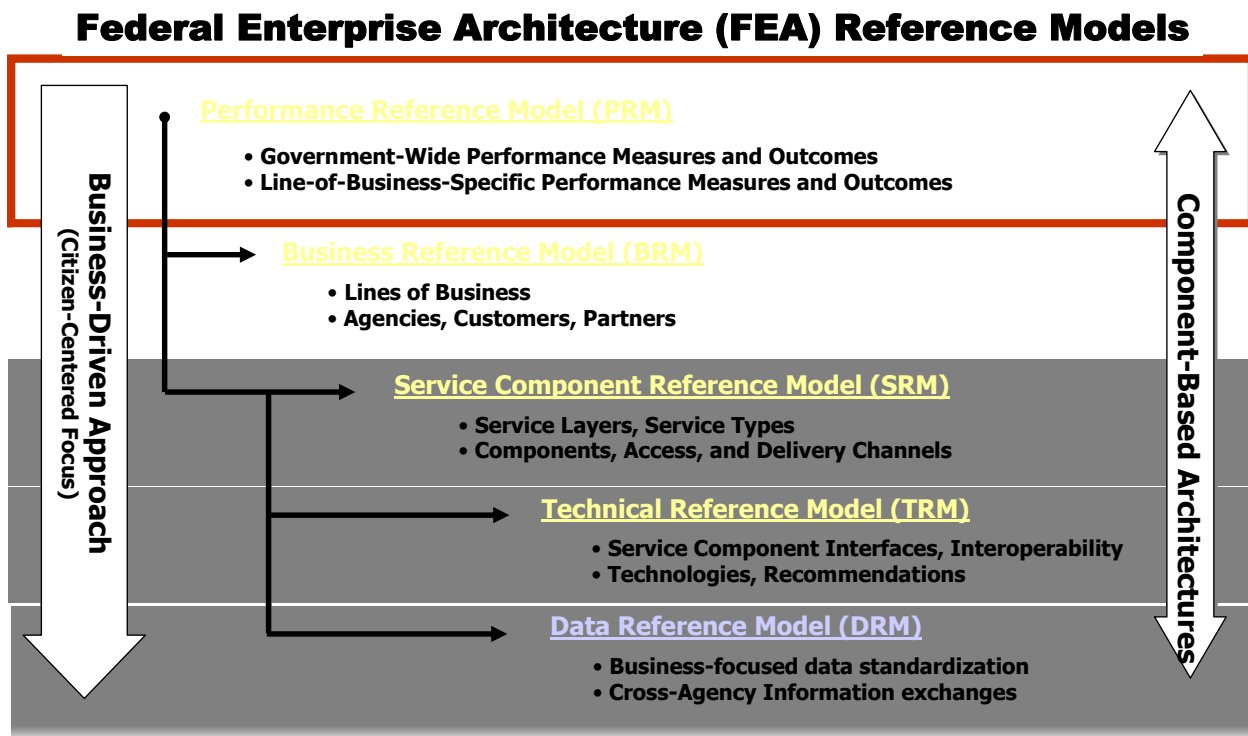 Federal Enterprise Architecture (FEA) Reference Models
Business-Driven Approach
(Citizen-Centered Focus)
Performance Reference Model (PRM)
• Government-Wide Performance Measures and Outcomes
• Line-of-Business-Specific Performance Measures and Outcomes
Business Reference Model (BRM)
• Lines of Business
• Agencies, Customers, Partners
Service Component Reference Model (SRM)
• Service Layers, Service Types
• Components, Access, and Delivery Channels
Technical Reference Model (TRM)
• Service Component Interfaces, Interoperability
• Technologies, Recommendations
Data Reference Model (DRM)
• Business-focused data standardization
• Cross-Agency Information exchanges
Component-Based Architectures